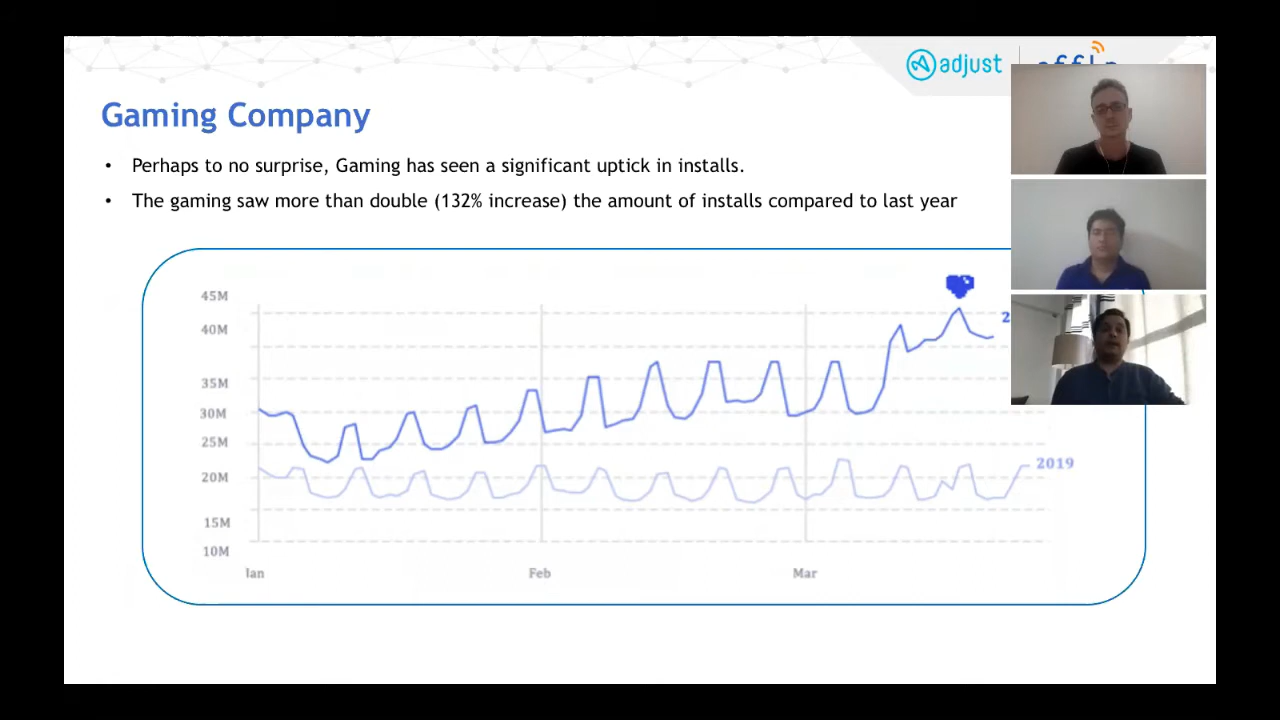 adjust
Gaming Company
• Perhaps to no surprise, Gaming has seen a significant uptick in installs.
• The gaming saw more than double (132% increase) the amount of installs compared to last year
45M
40M
35M
30M
25M
20M
15M
10M
2019
Jan
Feb
Mar